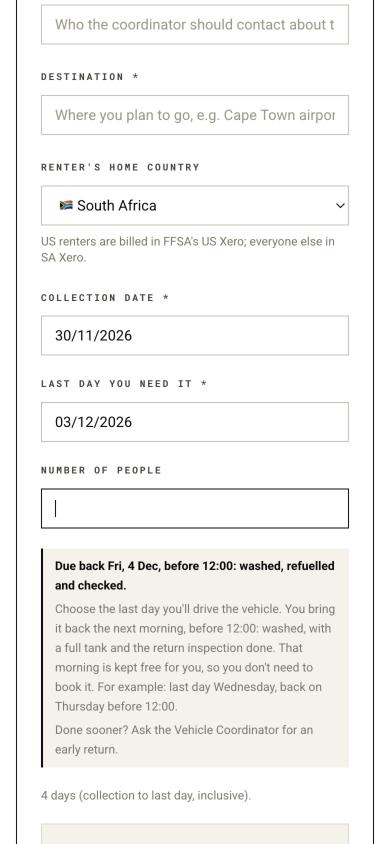 Who the coordinator should contact about t
DESTINATION *
Where you plan to go, e.g. Cape Town airpor
RENTER'S HOME COUNTRY
South Africa
US renters are billed in FFSA's US Xero; everyone else in
SA Xero.
COLLECTION DATE *
30/11/2026
LAST DAY YOU NEED IT *
03/12/2026
NUMBER OF PEOPLE
Due back Fri, 4 Dec, before 12:00: washed, refuelled
and checked.
Choose the last day you'll drive the vehicle. You bring
it back the next morning, before 12:00: washed, with
a full tank and the return inspection done. That
morning is kept free for you, so you don't need to
book it. For example: last day Wednesday, back on
Thursday before 12:00.
Done sooner? Ask the Vehicle Coordinator for an
early return.
4 days (collection to last day, inclusive).